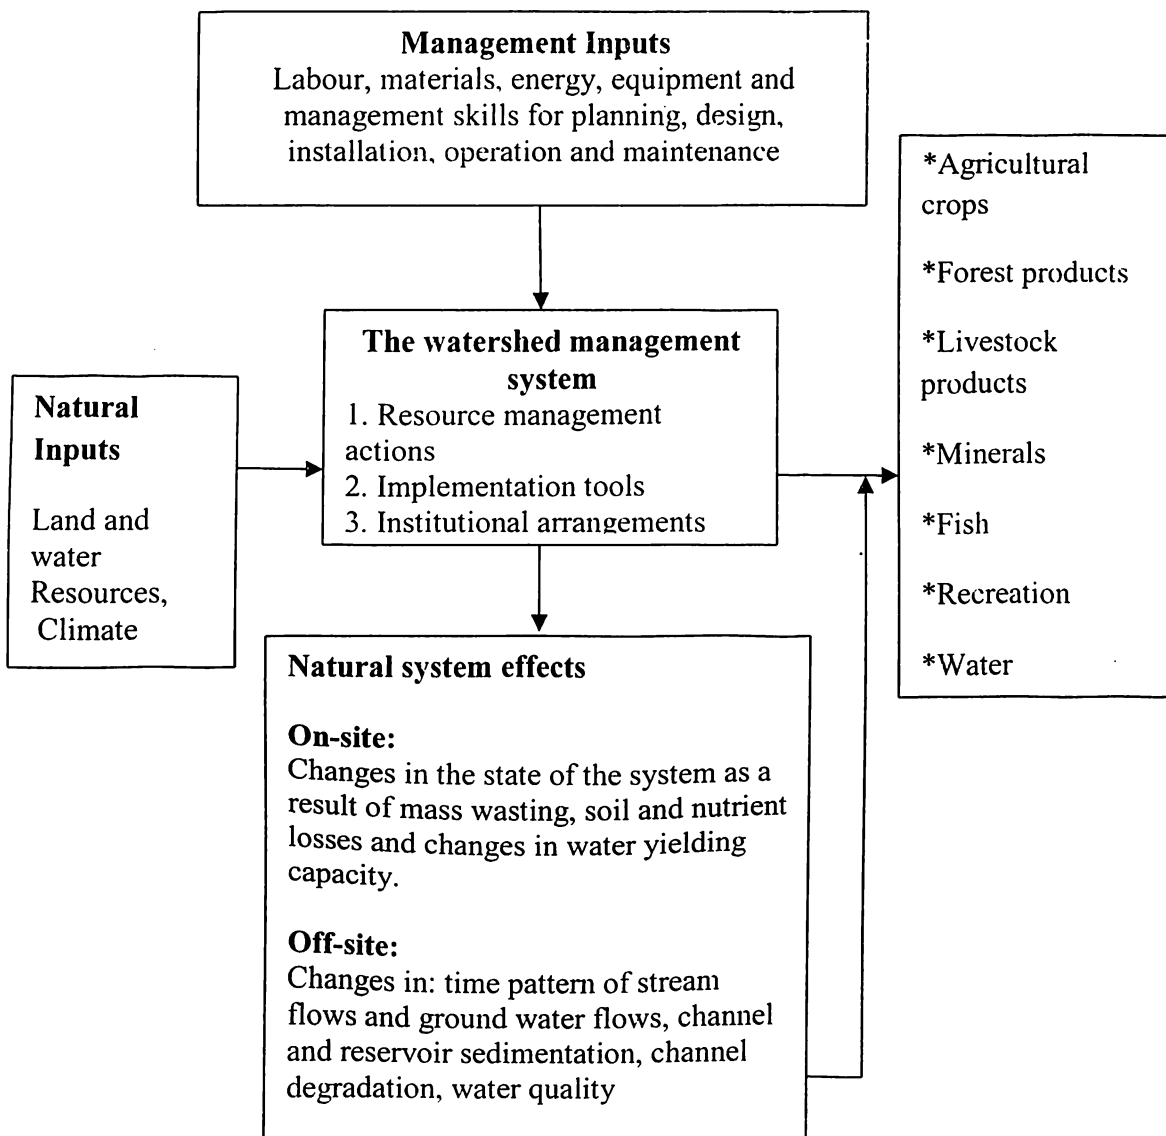 Management Inputs
Labour, materials, energy, equipment and
management skills for planning, design,
installation, operation and maintenance
*Agricultural
crops
*Forest products
*Livestock
products
*Minerals
*Fish
*Recreation
*Water
The watershed management
system
1. Resource management
actions
2. Implementation tools
3. Institutional arrangements
Natural
Inputs
Land and
water
Resources,
Climate
Natural system effects
On-site:
Changes in the state of the system as a
result of mass wasting, soil and nutrient
losses and changes in water yielding
capacity.
Off-site:
Changes in: time pattern of stream
flows and ground water flows, channel
and reservoir sedimentation, channel
degradation, water quality